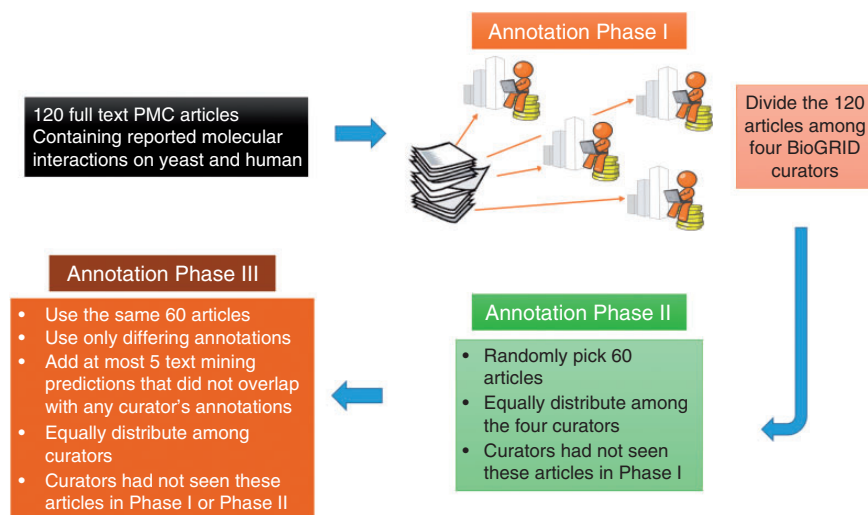 Annotation Phase I
120 full text PMC articles
Containing reported molecular
interactions on yeast and human
Divide the 120
articles among
four BioGRID
curators
Annotation Phase II
• Randomly pick 60
articles
• Equally distribute among
the four curators
• Curators had not seen
these articles in Phase I
Annotation Phase III
• Use the same 60 articles
• Use only differing annotations
• Add at most 5 text mining
predictions that did not overlap
with any curator's annotations
• Equally distribute among
curators
• Curators had not seen these
articles in Phase I or Phase II